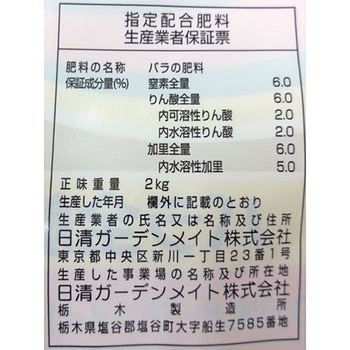 指定配合肥料
生産業者保証票
肥料の名称 バラの肥料
保証成分量(%) 窒素全量 6.0
りん酸全量 6.0
内可溶性りん酸 2.0
内水溶性りん酸 2.0
加里全量 6.0
内水溶性加里 5.0
正味重量 2kg
生産した年月 欄外に記載のとおり
生産業者の氏名又は名称及び住所
日清ガーデンメイト株式会社
東京都中央区新川一丁目23番1号
生産した事業場の名称及び所在地
日清ガーデンメイト株式会社
栃木製造所
栃木県塩谷郡塩谷町大字船生7585番地